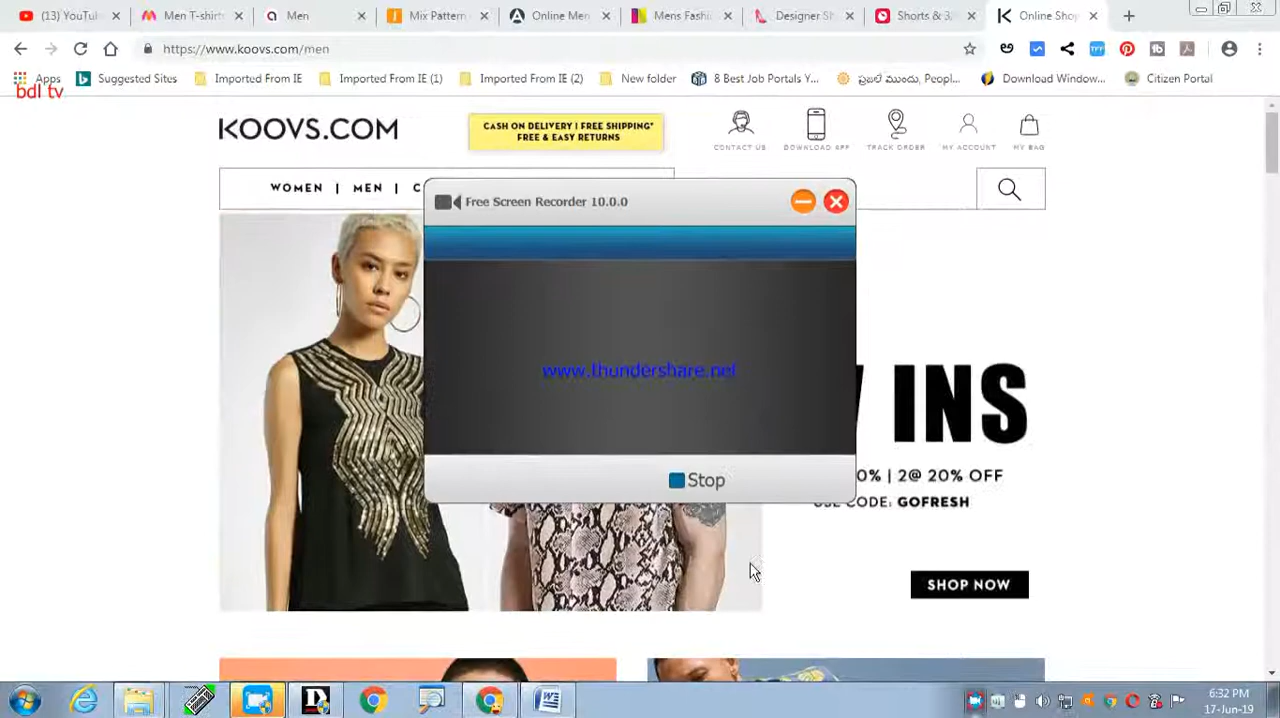 (13) YouTube
Men T-shirts
Men
Mix Pattern
Online Men
Mens Fashi
Designer Sh
Shorts & 3/
Online Shop
https://www.koovs.com/men
Apps
Suggested Sites
Imported From IE
Imported From IE (1)
Imported From IE (2)
New folder
8 Best Job Portals Y...
ప్రజలే ముందు, Peopl...
Download Window...
Citizen Portal
bdl tv
KOOVS.COM
CASH ON DELIVERY | FREE SHIPPING*
FREE & EASY RETURNS
CONTACT US
DOWNLOAD APP
TRACK ORDER
MY ACCOUNT
MY BAG
WOMEN | MEN | C
Free Screen Recorder 10.0.0
www.thundershare.net
Stop
INS
0% | 2@ 20% OFF
USE CODE: GOFRESH
SHOP NOW
6:32 PM
17-Jun-19